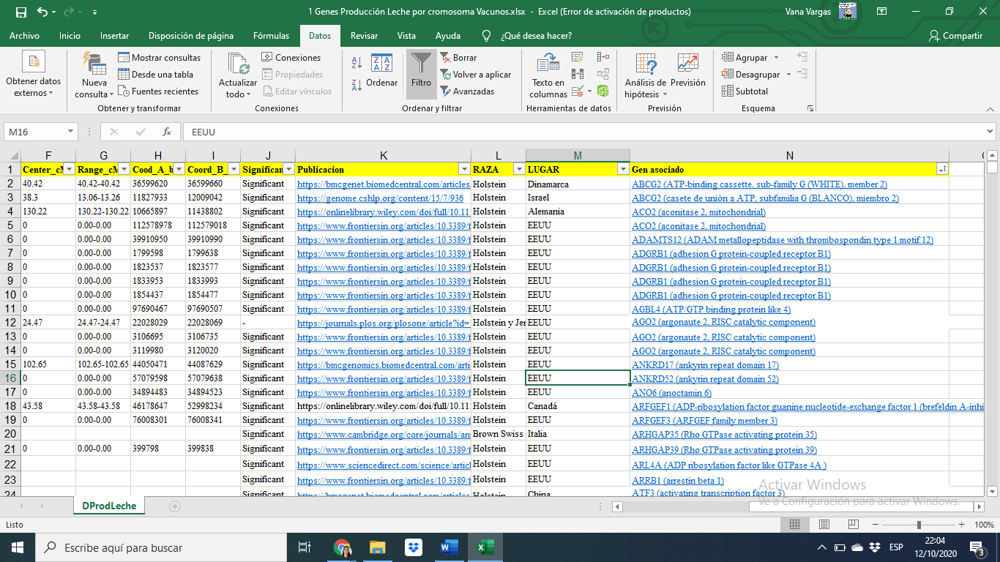 1 Genes Producción Leche por cromosoma Vacunos.xlsx - Excel (Error de activación de productos)
Vana Vargas
Archivo Inicio Insertar Disposición de página Fórmulas Datos Revisar Vista Ayuda ¿Qué desea hacer? Compartir
Obtener datos externos
Nueva consulta
Mostrar consultas
Desde una tabla
Fuentes recientes
Obtener y transformar
Actualizar todo
Conexiones
Propiedades
Editar vínculos
Conexiones
Ordenar
Filtro
Borrar
Volver a aplicar
Avanzadas
Ordenar y filtrar
Texto en columnas
Herramientas de datos
Análisis de hipótesis
Previsión
Previsión
Agrupar
Desagrupar
Subtotal
Esquema
M16 fx EEUU
F G H I J K L M N
1 Center_cM Range_cM Cood_A_b Coord_B_ Significan Publicacion RAZA LUGAR Gen asociado
2 40.42 40.42-40.42 36599620 36599660 Significant https://bmcgenet.biomedcentral.com/articles Holstein Dinamarca ABCG2 (ATP-binding cassette, sub-family G (WHITE), member 2)
3 38.3 13.06-13.26 11827933 12009042 Significant https://genome.cshlp.org/content/15/7/936 Holstein Israel ABCG2 (casete de unión a ATP, subfamilia G (BLANCO), miembro 2)
4 130.22 130.22-130.22 10665897 11438802 Significant https://onlinelibrary.wiley.com/doi/full/10.11 Holstein Alemania ACO2 (aconitase 2, mitochondrial)
5 0 0.00-0.00 112578978 112579018 Significant https://www.frontiersin.org/articles/10.3389/f Holstein EEUU ACO2 (aconitase 2, mitochondrial)
6 0 0.00-0.00 39910950 39910990 Significant https://www.frontiersin.org/articles/10.3389/f Holstein EEUU ADAMTS12 (ADAM metallopeptidase with thrombospondin type 1 motif 12)
7 0 0.00-0.00 1799598 1799638 Significant https://www.frontiersin.org/articles/10.3389/f Holstein EEUU ADGRB1 (adhesion G protein-coupled receptor B1)
8 0 0.00-0.00 1823537 1823577 Significant https://www.frontiersin.org/articles/10.3389/f Holstein EEUU ADGRB1 (adhesion G protein-coupled receptor B1)
9 0 0.00-0.00 1833953 1833993 Significant https://www.frontiersin.org/articles/10.3389/f Holstein EEUU ADGRB1 (adhesion G protein-coupled receptor B1)
10 0 0.00-0.00 1854437 1854477 Significant https://www.frontiersin.org/articles/10.3389/f Holstein EEUU ADGRB1 (adhesion G protein-coupled receptor B1)
11 0 0.00-0.00 97690467 97690507 Significant https://www.frontiersin.org/articles/10.3389/f Holstein EEUU AGBL4 (ATP/GTP binding protein like 4)
12 24.47 24.47-24.47 22028029 22028069 - https://journals.plos.org/plosone/article?id= Holstein y Jer EEUU AGO2 (argonaute 2, RISC catalytic component)
13 0 0.00-0.00 3106695 3106735 Significant https://www.frontiersin.org/articles/10.3389/f Holstein EEUU AGO2 (argonaute 2, RISC catalytic component)
14 0 0.00-0.00 3119980 3120020 Significant https://www.frontiersin.org/articles/10.3389/f Holstein EEUU AGO2 (argonaute 2, RISC catalytic component)
15 102.65 102.65-102.65 44050471 44087629 Significant https://bmcgenomics.biomedcentral.com/arti Holstein EEUU ANKRD17 (ankyrin repeat domain 17)
16 0 0.00-0.00 57079598 57079638 Significant https://www.frontiersin.org/articles/10.3389/f Holstein EEUU ANKRD52 (ankyrin repeat domain 52)
17 0 0.00-0.00 34894483 34894523 Significant https://www.frontiersin.org/articles/10.3389/f Holstein EEUU ANO6 (anoctamin 6)
18 43.58 43.58-43.58 46178647 52998234 Significant https://onlinelibrary.wiley.com/doi/full/10.11 Holstein Canadá ARFGEF1 (ADP-ribosylation factor guanine nucleotide-exchange factor 1 (brefeldin A-inhi
19 0 0.00-0.00 76008301 76008341 Significant https://www.frontiersin.org/articles/10.3389/f Holstein EEUU ARFGEF3 (ARFGEF family member 3)
20 Significant https://www.cambridge.org/core/journals/an Brown Swiss Italia ARHGAP35 (Rho GTPase activating protein 35)
21 0 0.00-0.00 399798 399838 Significant https://www.frontiersin.org/articles/10.3389/f Holstein EEUU ARHGAP39 (Rho GTPase activating protein 39)
22 Significant https://www.sciencedirect.com/science/articl Holstein EEUU ARL4A (ADP ribosylation factor like GTPase 4A )
23 Significant https://www.frontiersin.org/articles/10.3389/f Holstein EEUU ARRB1 (arrestin beta 1)
24 Significant https://bmcgenet.biomedcentral.com/articles Holstein China ATF3 (activating transcription factor 3)
Activar Windows
Ve a Configuración para activar Windows.
DProdLeche
Listo 100%
Escribe aquí para buscar
ESP
22:04
12/10/2020
3